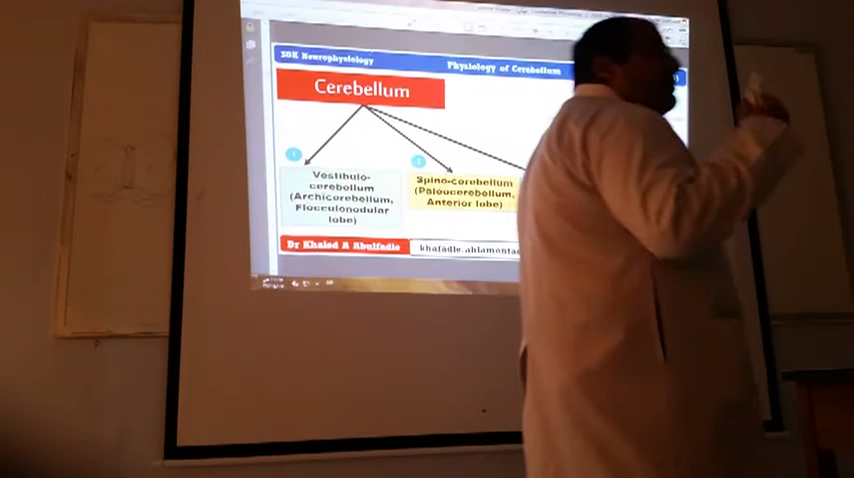 SOK Neurophysiology
Physiology of Cerebellum
Cerebellum
1
2
Vestibulo-
cerebellum
(Archicerebellum,
Flocculonodular
lobe)
Spino-cerebellum
(Paleocerebellum,
Anterior lobe)
Dr Khaled A Abulfadle